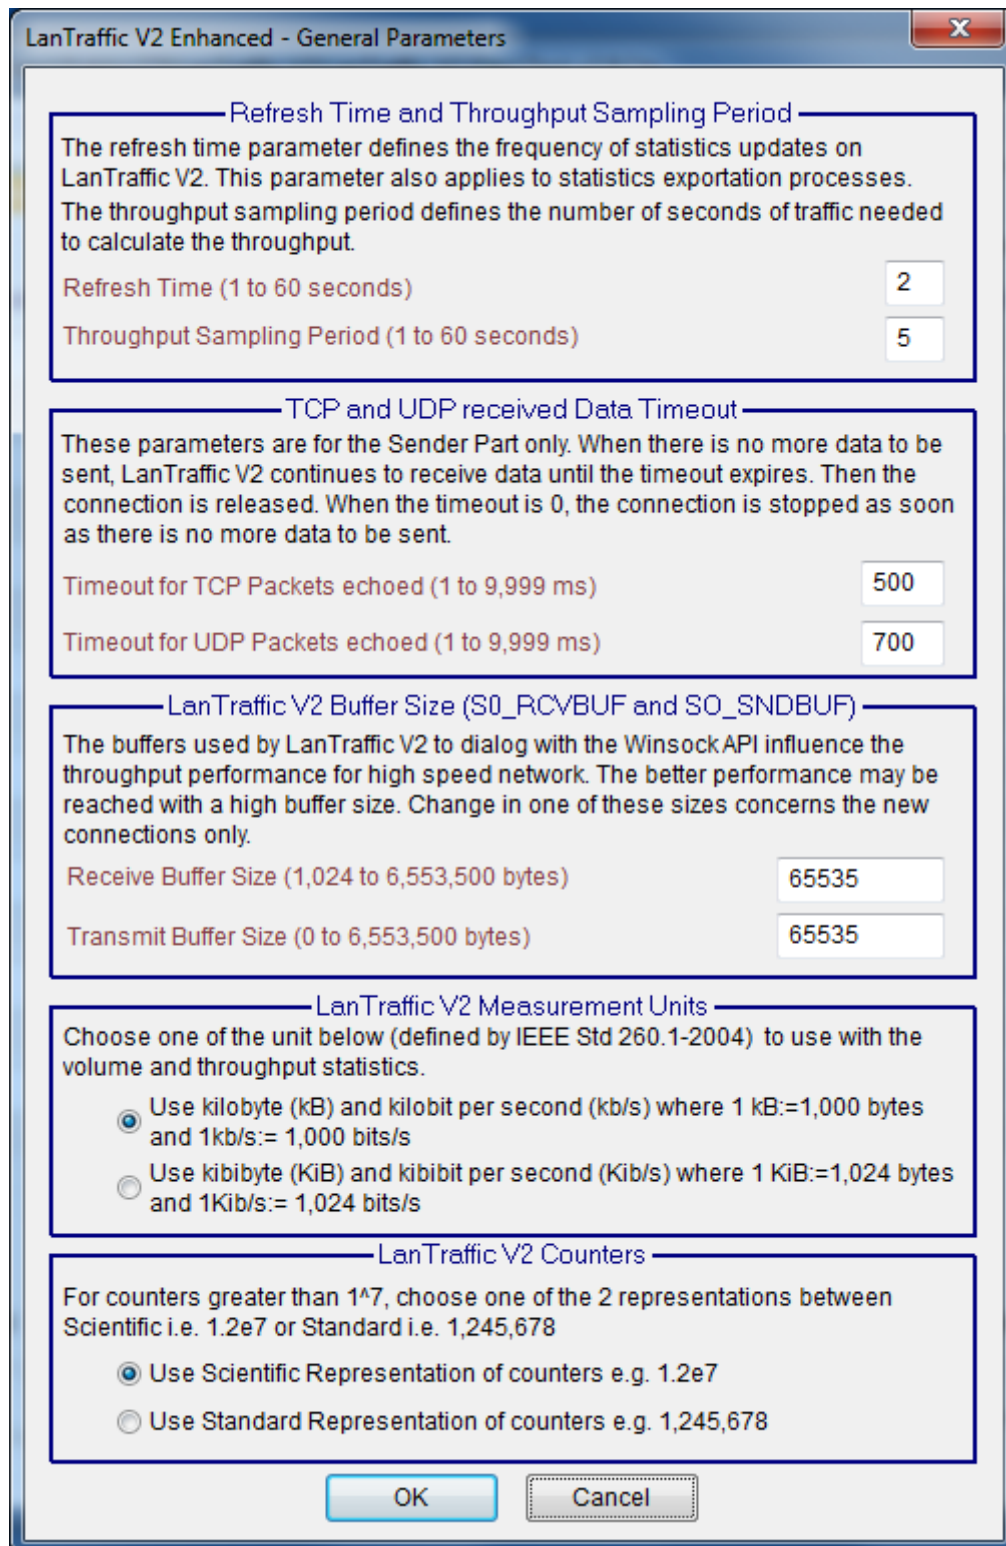 LanTraffic V2 Enhanced - General Parameters
Refresh Time and Throughput Sampling Period
The refresh time parameter defines the frequency of statistics updates on
LanTraffic V2. This parameter also applies to statistics exportation processes.
The throughput sampling period defines the number of seconds of traffic needed
to calculate the throughput.
Refresh Time (1 to 60 seconds) 2
Throughput Sampling Period (1 to 60 seconds) 5
TCP and UDP received Data Timeout
These parameters are for the Sender Part only. When there is no more data to be
sent, LanTraffic V2 continues to receive data until the timeout expires. Then the
connection is released. When the timeout is 0, the connection is stopped as soon
as there is no more data to be sent.
Timeout for TCP Packets echoed (1 to 9,999 ms) 500
Timeout for UDP Packets echoed (1 to 9,999 ms) 700
LanTraffic V2 Buffer Size (S0_RCVBUF and SO_SNDBUF)
The buffers used by LanTraffic V2 to dialog with the Winsock API influence the
throughput performance for high speed network. The better performance may be
reached with a high buffer size. Change in one of these sizes concerns the new
connections only.
Receive Buffer Size (1,024 to 6,553,500 bytes) 65535
Transmit Buffer Size (0 to 6,553,500 bytes) 65535
LanTraffic V2 Measurement Units
Choose one of the unit below (defined by IEEE Std 260.1-2004) to use with the
volume and throughput statistics.
Use kilobyte (kB) and kilobit per second (kb/s) where 1 kB:=1,000 bytes
and 1kb/s:= 1,000 bits/s
Use kibibyte (KiB) and kibibit per second (Kib/s) where 1 KiB:=1,024 bytes
and 1Kib/s:= 1,024 bits/s
LanTraffic V2 Counters
For counters greater than 1^7, choose one of the 2 representations between
Scientific i.e. 1.2e7 or Standard i.e. 1,245,678
Use Scientific Representation of counters e.g. 1.2e7
Use Standard Representation of counters e.g. 1,245,678
OK Cancel